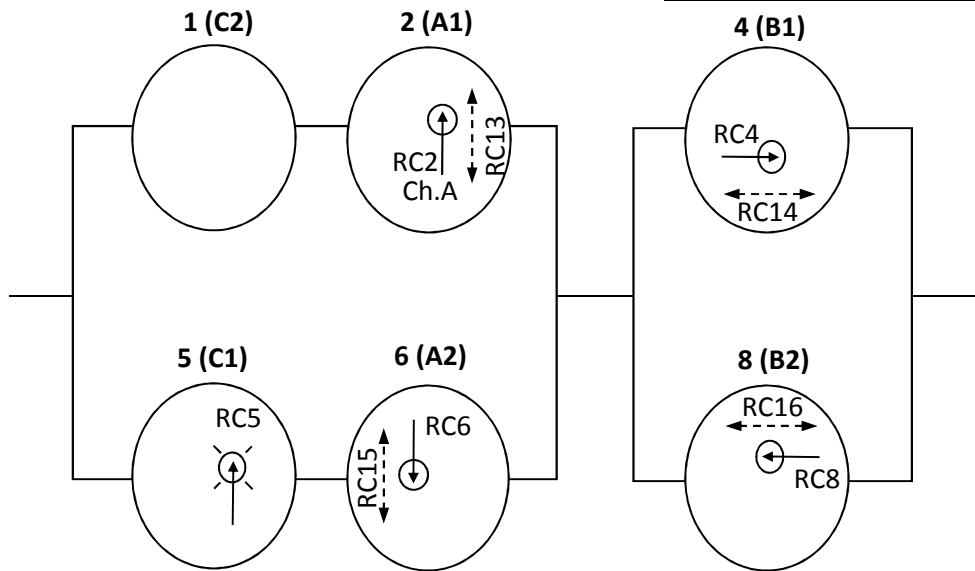 1 (C2)
2 (A1)
4 (B1)
RC2
Ch.A
RC13
RC4
RC14
5 (C1)
6 (A2)
8 (B2)
RC5
RC15
RC6
RC16
RC8